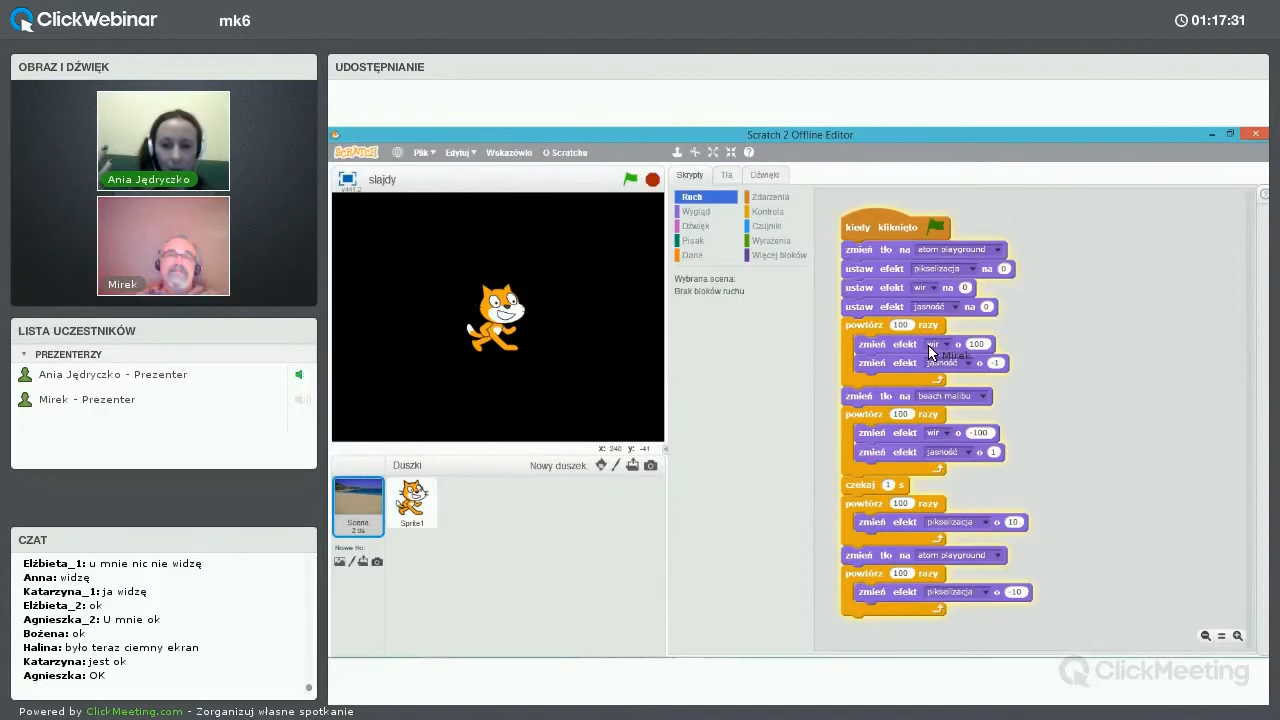 ClickWebinar
mk6
01:17:31
OBRAZ I DŹWIĘK
Ania Jędryczko
Mirek
LISTA UCZESTNIKÓW
PREZENTERZY
Ania Jędryczko - Prezenter
Mirek - Prezenter
CZAT
Elżbieta_1: u mnie nic nie widzę
Anna: widzę
Katarzyna_1: ja widzę
Elżbieta_2: ok
Agnieszka_2: U mnie ok
Bożena: ok
Halina: było teraz ciemny ekran
Katarzyna: jest ok
Agnieszka: OK
Powered by ClickMeeting.com - Zorganizuj własne spotkanie
UDOSTĘPNIANIE
Scratch 2 Offline Editor
SCRATCH Plik Edytuj Wskazówki O Scratchu
slajdy
x: 240 y: -41
Duszki
Nowy duszek:
Scena
2 tła
Sprite1
Nowe tło:
Skrypty Tła Dźwięki
Ruch Zdarzenia
Wygląd Kontrola
Dźwięk Czujniki
Pisak Wyrażenia
Dane Więcej bloków
Wybrana scena:
Brak bloków ruchu
kiedy kliknięto
zmień tło na atom playground
ustaw efekt pikselizacja na 0
ustaw efekt wir na 0
ustaw efekt jasność na 0
powtórz 100 razy
zmień efekt wir o 100
Mirek
zmień efekt jasność o -1
zmień tło na beach malibu
powtórz 100 razy
zmień efekt wir o -100
zmień efekt jasność o 1
czekaj 1 s
powtórz 100 razy
zmień efekt pikselizacja o 10
zmień tło na atom playground
powtórz 100 razy
zmień efekt pikselizacja o -10
ClickMeeting